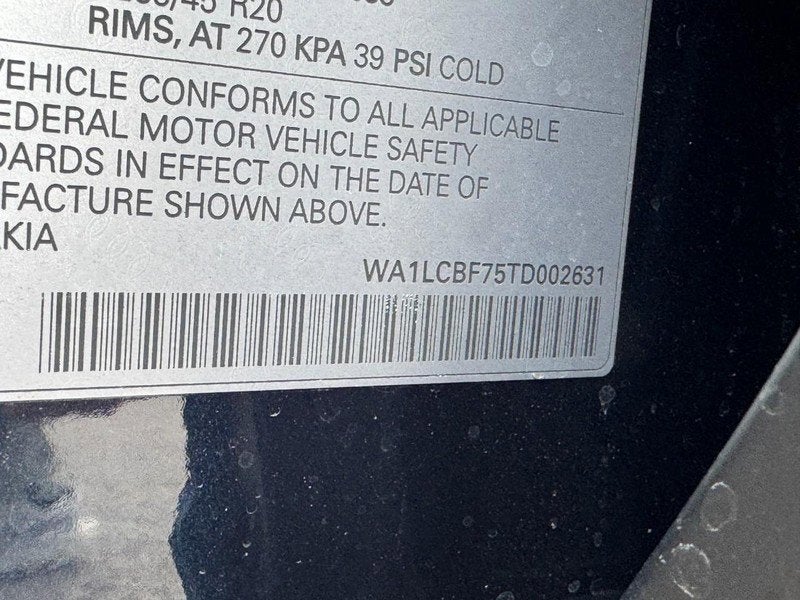 R20
RIMS, AT 270 KPA 39 PSI COLD
VEHICLE CONFORMS TO ALL APPLICABLE
EDERAL MOTOR VEHICLE SAFETY
DARDS IN EFFECT ON THE DATE OF
FACTURE SHOWN ABOVE.
KIA
WA1LCBF75TD002631